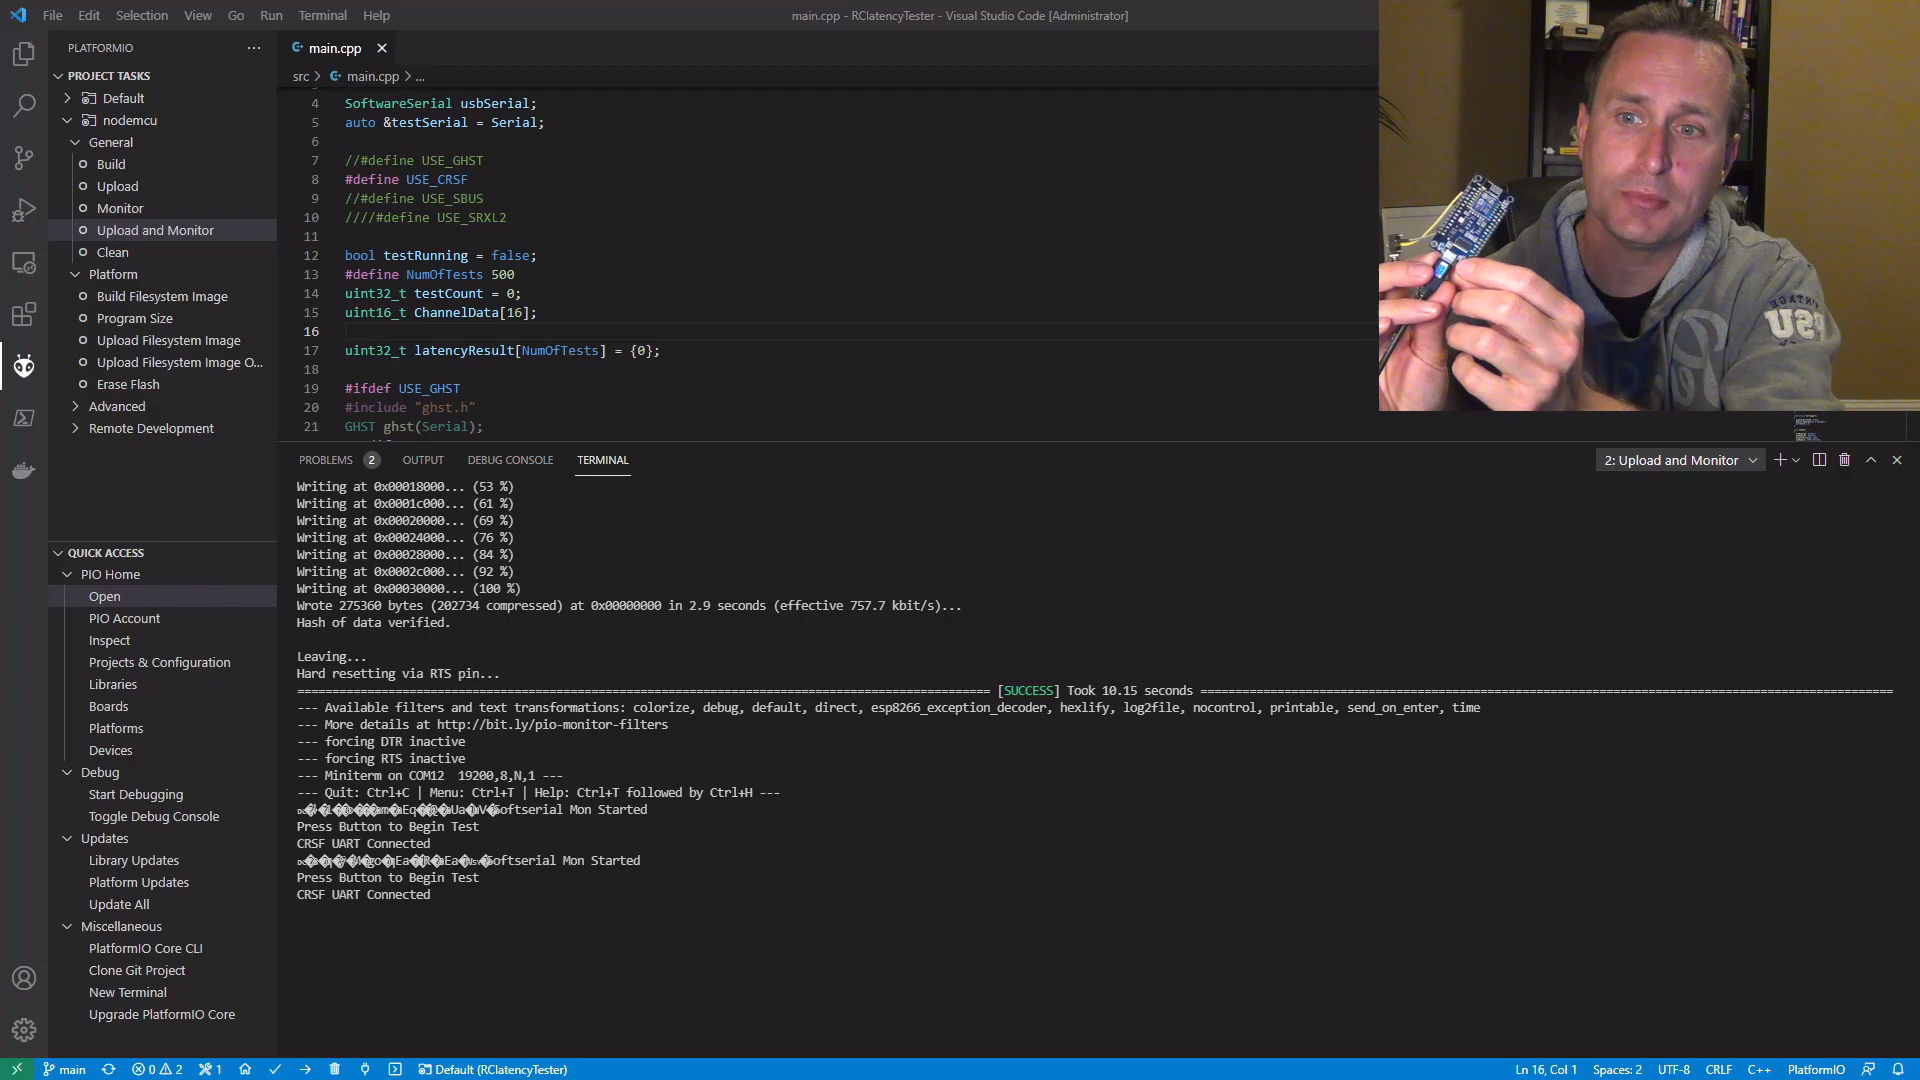 File Edit Selection View Go Run Terminal Help
main.cpp - RClatencyTester - Visual Studio Code [Administrator]
PLATFORMIO
PROJECT TASKS
Default
nodemcu
General
Build
Upload
Monitor
Upload and Monitor
Clean
Platform
Build Filesystem Image
Program Size
Upload Filesystem Image
Upload Filesystem Image O...
Erase Flash
Advanced
Remote Development
QUICK ACCESS
PIO Home
Open
PIO Account
Inspect
Projects & Configuration
Libraries
Boards
Platforms
Devices
Debug
Start Debugging
Toggle Debug Console
Updates
Library Updates
Platform Updates
Update All
Miscellaneous
PlatformIO Core CLI
Clone Git Project
New Terminal
Upgrade PlatformIO Core
main.cpp
src > main.cpp > ...
4 SoftwareSerial usbSerial;
5 auto &testSerial = Serial;
6
7 //#define USE_GHST
8 #define USE_CRSF
9 //#define USE_SBUS
10 ////#define USE_SRXL2
11
12 bool testRunning = false;
13 #define NumOfTests 500
14 uint32_t testCount = 0;
15 uint16_t ChannelData[16];
16
17 uint32_t latencyResult[NumOfTests] = {0};
18
19 #ifdef USE_GHST
20 #include "ghst.h"
21 GHST ghst(Serial);
PROBLEMS 2 OUTPUT DEBUG CONSOLE TERMINAL
2: Upload and Monitor
Writing at 0x00018000... (53 %)
Writing at 0x0001c000... (61 %)
Writing at 0x00020000... (69 %)
Writing at 0x00024000... (76 %)
Writing at 0x00028000... (84 %)
Writing at 0x0002c000... (92 %)
Writing at 0x00030000... (100 %)
Wrote 275360 bytes (202734 compressed) at 0x00000000 in 2.9 seconds (effective 757.7 kbit/s)...
Hash of data verified.
Leaving...
Hard resetting via RTS pin...
[SUCCESS] Took 10.15 seconds
--- Available filters and text transformations: colorize, debug, default, direct, esp8266_exception_decoder, hexlify, log2file, nocontrol, printable, send_on_enter, time
--- More details at http://bit.ly/pio-monitor-filters
--- forcing DTR inactive
--- forcing RTS inactive
--- Miniterm on COM12  19200,8,N,1 ---
--- Quit: Ctrl+C | Menu: Ctrl+T | Help: Ctrl+T followed by Ctrl+H ---
Softserial Mon Started
Press Button to Begin Test
CRSF UART Connected
Softserial Mon Started
Press Button to Begin Test
CRSF UART Connected
main 0 2 1 Default (RClatencyTester)
Ln 16, Col 1 Spaces: 2 UTF-8 CRLF C++ PlatformIO